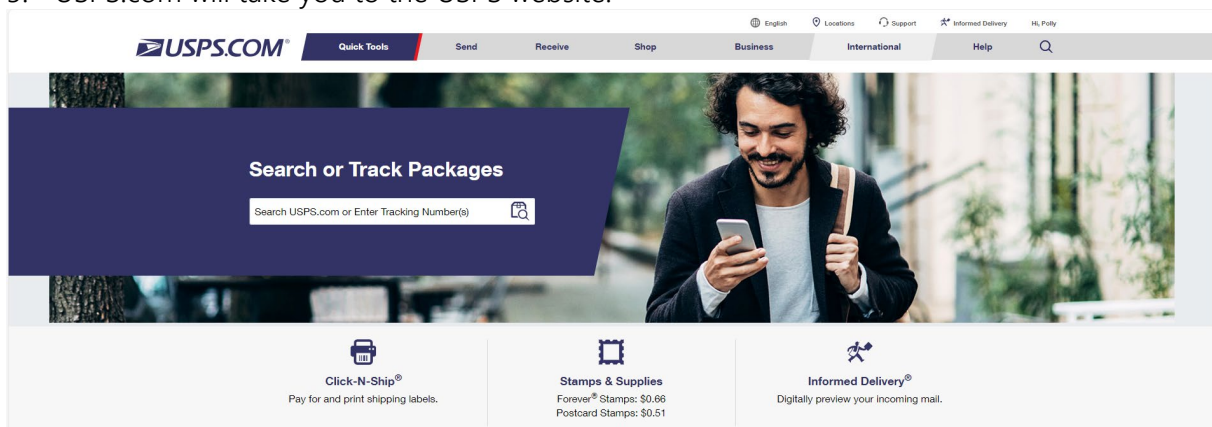 USPS.com will take you to the USPS website.
English Locations Support Informed Delivery Hi, Polly
USPS.COM® Quick Tools Send Receive Shop Business International Help
Search or Track Packages
Search USPS.com or Enter Tracking Number(s)
Click-N-Ship®
Pay for and print shipping labels.
Stamps & Supplies
Forever® Stamps: $0.66
Postcard Stamps: $0.51
Informed Delivery®
Digitally preview your incoming mail.